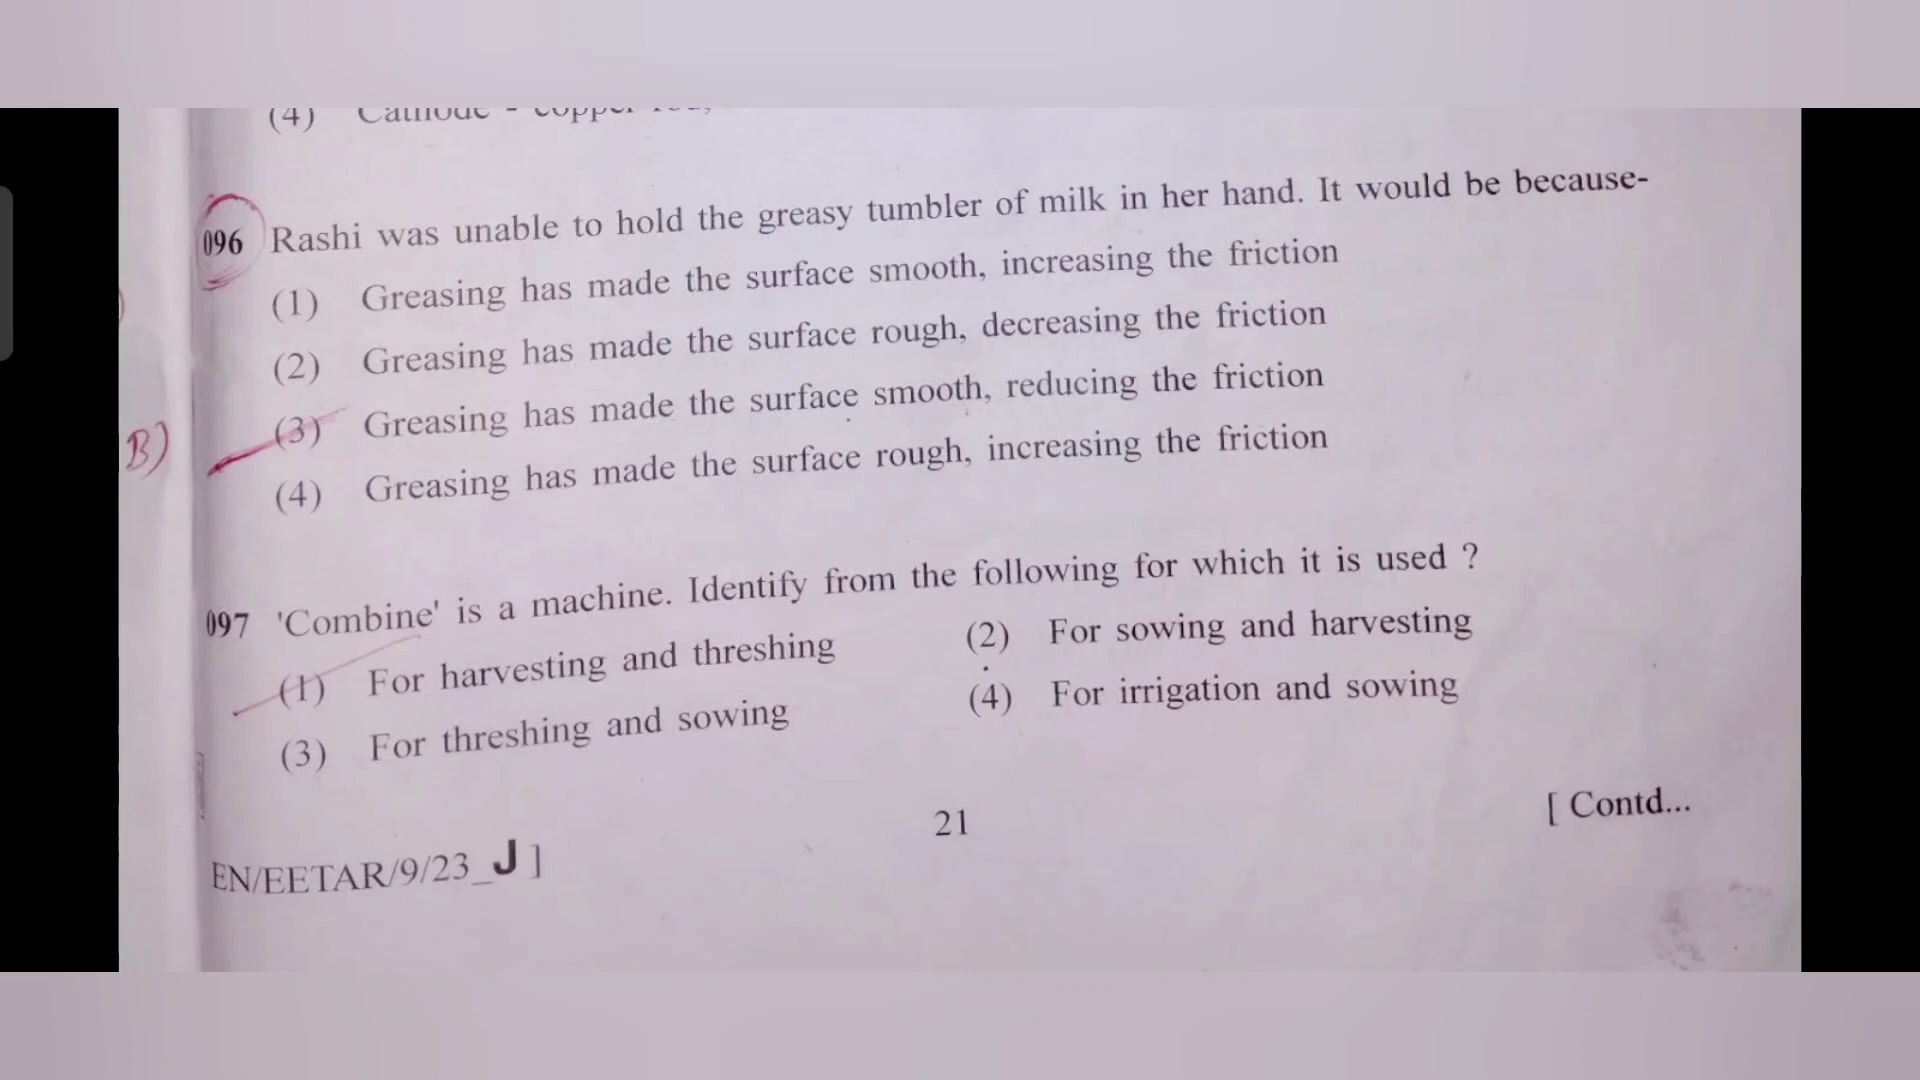 (4) Cathode - copper
096 Rashi was unable to hold the greasy tumbler of milk in her hand. It would be because-
(1) Greasing has made the surface smooth, increasing the friction
(2) Greasing has made the surface rough, decreasing the friction
(3) Greasing has made the surface smooth, reducing the friction
B)
(4) Greasing has made the surface rough, increasing the friction
097 'Combine' is a machine. Identify from the following for which it is used ?
(1) For harvesting and threshing (2) For sowing and harvesting
(3) For threshing and sowing (4) For irrigation and sowing
EN/EETAR/9/23_J ] 21 [ Contd...